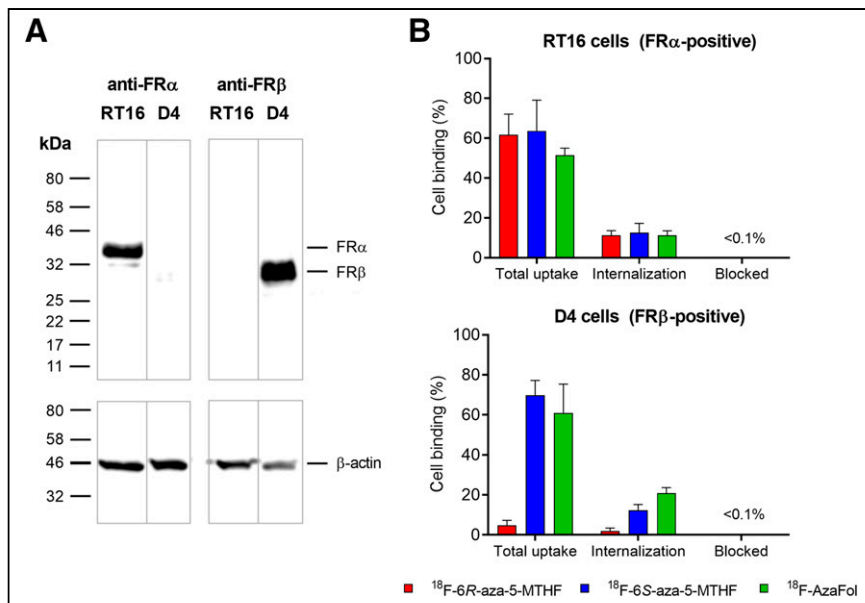 A
anti-FRα anti-FRβ
RT16 D4 RT16 D4
kDa
80
58
46
32
25
22
17
11
FRα
FRβ
80
58
46
32
β-actin
B
RT16 cells (FRα-positive)
Cell binding (%)
80
60
40
20
0
<0.1%
Total uptake Internalization Blocked
D4 cells (FRβ-positive)
Cell binding (%)
80
60
40
20
0
<0.1%
Total uptake Internalization Blocked
¹⁸F-6R-aza-5-MTHF ¹⁸F-6S-aza-5-MTHF ¹⁸F-AzaFol